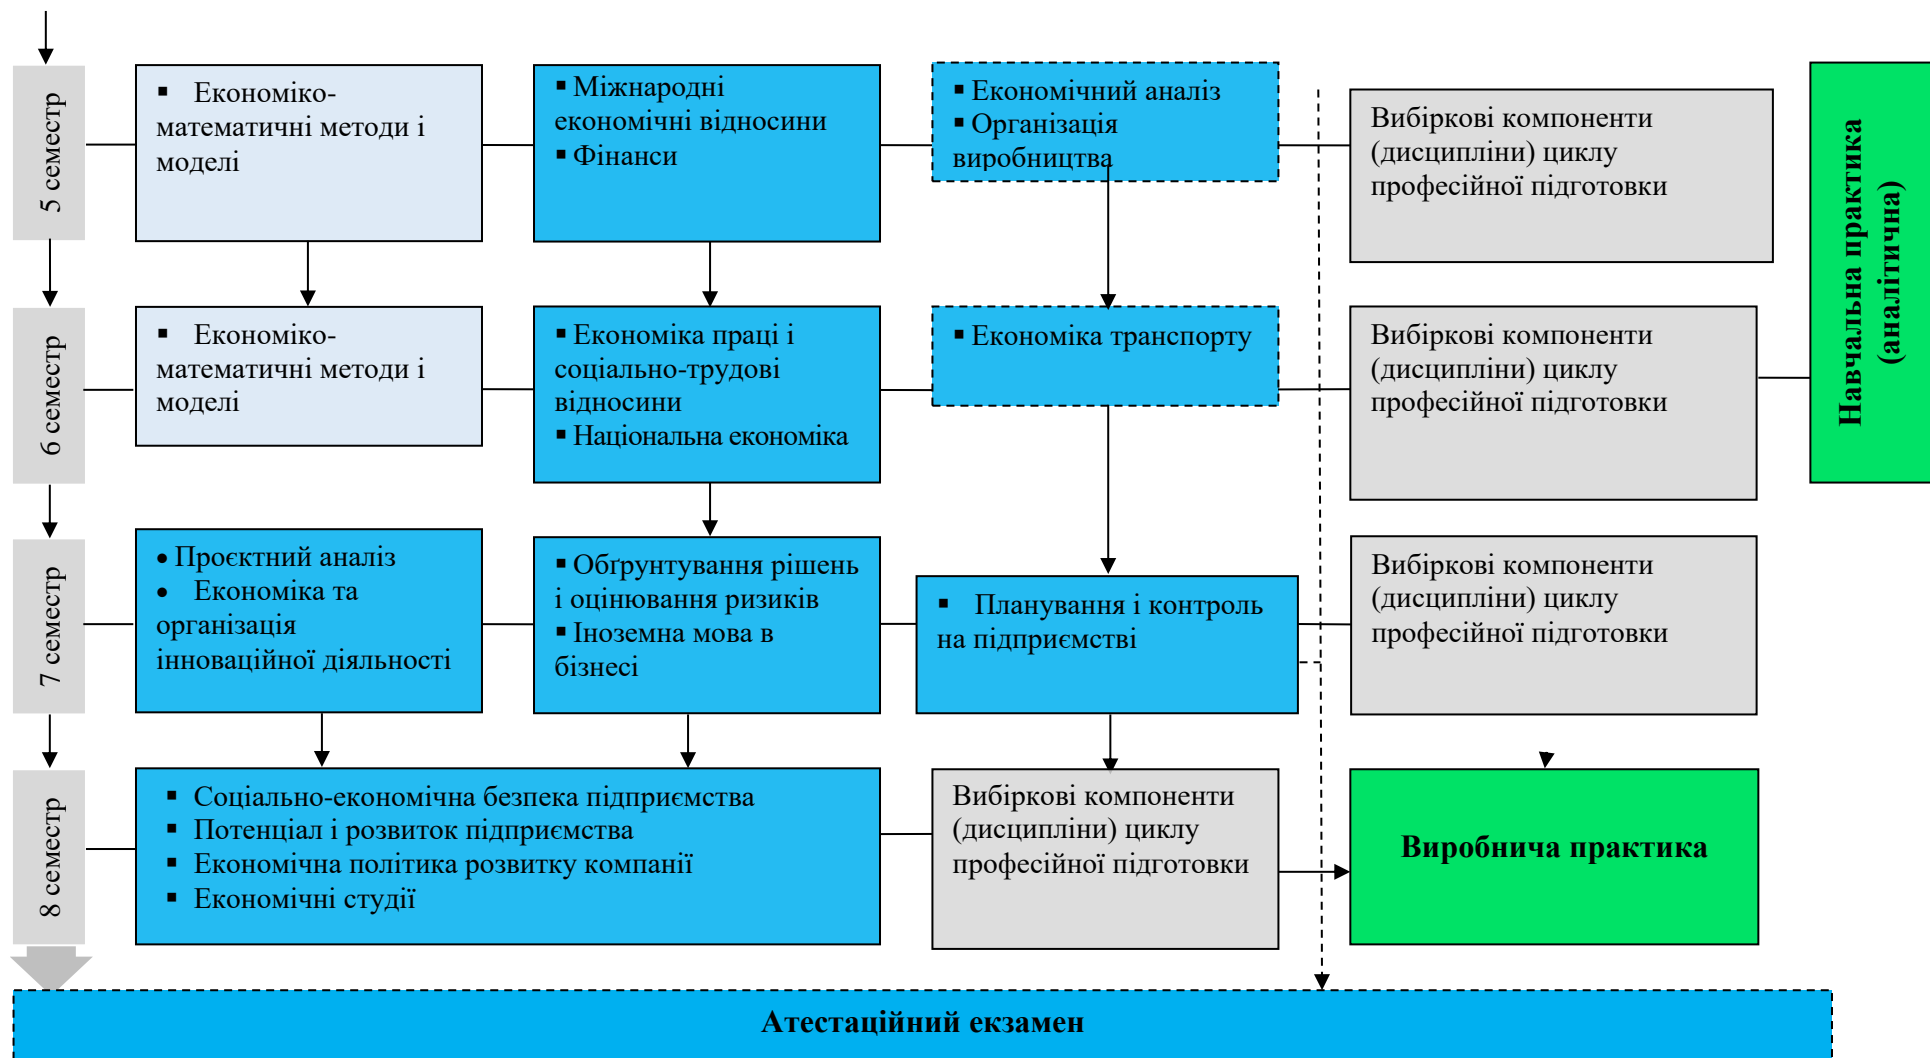 5 семестр
▪ Економіко-
математичні методи і
моделі
▪ Міжнародні
економічні відносини
▪ Фінанси
▪ Економічний аналіз
▪ Організація
виробництва
Вибіркові компоненти
(дисципліни) циклу
професійної підготовки
Навчальна практика
(аналітична)
6 семестр
▪ Економіко-
математичні методи і
моделі
▪ Економіка праці і
соціально-трудові
відносини
▪ Національна економіка
▪ Економіка транспорту
Вибіркові компоненти
(дисципліни) циклу
професійної підготовки
7 семестр
• Проєктний аналіз
• Економіка та
організація
інноваційної діяльності
▪ Обґрунтування рішень
і оцінювання ризиків
▪ Іноземна мова в
бізнесі
▪ Планування і контроль
на підприємстві
Вибіркові компоненти
(дисципліни) циклу
професійної підготовки
8 семестр
▪ Соціально-економічна безпека підприємства
▪ Потенціал і розвиток підприємства
▪ Економічна політика розвитку компанії
▪ Економічні студії
Вибіркові компоненти
(дисципліни) циклу
професійної підготовки
Виробнича практика
Атестаційний екзамен